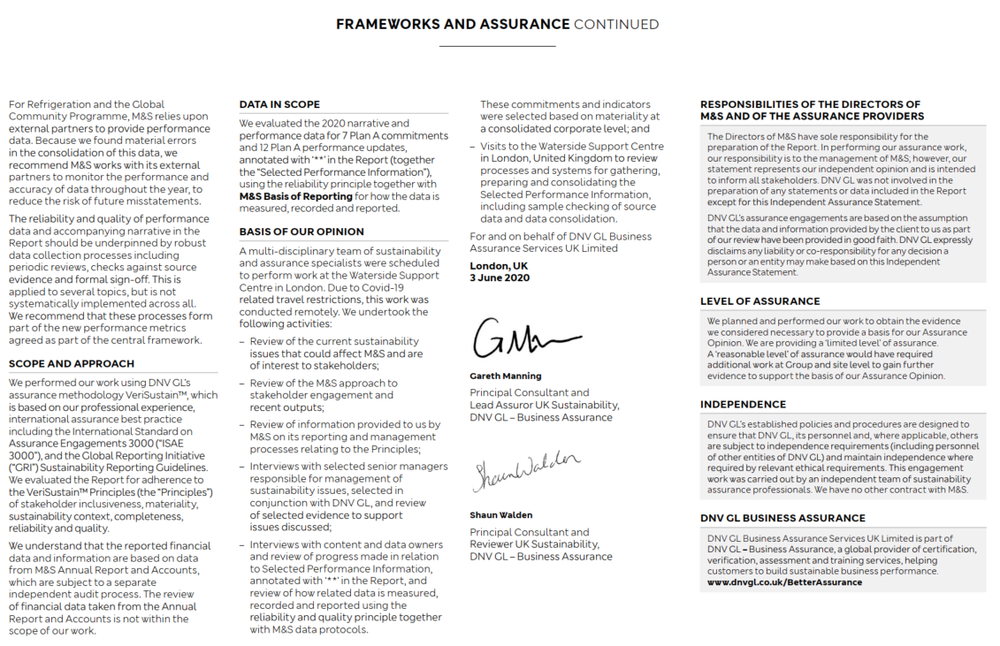 FRAMEWORKS AND ASSURANCE CONTINUED
For Refrigeration and the Global
Community Programme, M&S relies upon
external partners to provide performance
data. Because we found material errors
in the consolidation of this data, we
recommend M&S works with its external
partners to monitor the performance and
accuracy of data throughout the year, to
reduce the risk of future misstatements.
The reliability and quality of performance
data and accompanying narrative in the
Report should be underpinned by robust
data collection processes including
periodic reviews, checks against source
evidence and formal sign-off. This is
applied to several topics, but is not
systematically implemented across all.
We recommend that these processes form
part of the new performance metrics
agreed as part of the central framework.
SCOPE AND APPROACH
We performed our work using DNV GL's
assurance methodology VeriSustain™, which
is based on our professional experience,
international assurance best practice
including the International Standard on
Assurance Engagements 3000 ("ISAE
3000"), and the Global Reporting Initiative
("GRI") Sustainability Reporting Guidelines.
We evaluated the Report for adherence to
the VeriSustain™ Principles (the "Principles")
of stakeholder inclusiveness, materiality,
sustainability context, completeness,
reliability and quality.
We understand that the reported financial
data and information are based on data
from M&S Annual Report and Accounts,
which are subject to a separate
independent audit process. The review
of financial data taken from the Annual
Report and Accounts is not within the
scope of our work.
DATA IN SCOPE
We evaluated the 2020 narrative and
performance data for 7 Plan A commitments
and 12 Plan A performance updates,
annotated with '**' in the Report (together
the "Selected Performance Information"),
using the reliability principle together with
M&S Basis of Reporting for how the data is
measured, recorded and reported.
BASIS OF OUR OPINION
A multi-disciplinary team of sustainability
and assurance specialists were scheduled
to perform work at the Waterside Support
Centre in London. Due to Covid-19
related travel restrictions, this work was
conducted remotely. We undertook the
following activities:
– Review of the current sustainability
issues that could affect M&S and are
of interest to stakeholders;
– Review of the M&S approach to
stakeholder engagement and
recent outputs;
– Review of information provided to us by
M&S on its reporting and management
processes relating to the Principles;
– Interviews with selected senior managers
responsible for management of
sustainability issues, selected in
conjunction with DNV GL, and review
of selected evidence to support
issues discussed;
– Interviews with content and data owners
and review of progress made in relation
to Selected Performance Information,
annotated with '**' in the Report, and
review of how related data is measured,
recorded and reported using the
reliability and quality principle together
with M&S data protocols.
These commitments and indicators
were selected based on materiality at
a consolidated corporate level; and
– Visits to the Waterside Support Centre
in London, United Kingdom to review
processes and systems for gathering,
preparing and consolidating the
Selected Performance Information,
including sample checking of source
data and data consolidation.
For and on behalf of DNV GL Business
Assurance Services UK Limited
London, UK
3 June 2020
Gareth Manning
Principal Consultant and
Lead Assuror UK Sustainability,
DNV GL – Business Assurance
Shaun Walden
Shaun Walden
Principal Consultant and
Reviewer UK Sustainability,
DNV GL – Business Assurance
RESPONSIBILITIES OF THE DIRECTORS OF
M&S AND OF THE ASSURANCE PROVIDERS
The Directors of M&S have sole responsibility for the
preparation of the Report. In performing our assurance work,
our responsibility is to the management of M&S; however, our
statement represents our independent opinion and is intended
to inform all stakeholders. DNV GL was not involved in the
preparation of any statements or data included in the Report
except for this Independent Assurance Statement.
DNV GL's assurance engagements are based on the assumption
that the data and information provided by the client to us as part
of our review have been provided in good faith. DNV GL expressly
disclaims any liability or co-responsibility for any decision a
person or an entity may make based on this Independent
Assurance Statement.
LEVEL OF ASSURANCE
We planned and performed our work to obtain the evidence
we considered necessary to provide a basis for our Assurance
Opinion. We are providing a 'limited level' of assurance.
A 'reasonable level' of assurance would have required
additional work at Group and site level to gain further
evidence to support the basis of our Assurance Opinion.
INDEPENDENCE
DNV GL's established policies and procedures are designed to
ensure that DNV GL, its personnel and, where applicable, others
are subject to independence requirements (including personnel
of other entities of DNV GL) and maintain independence where
required by relevant ethical requirements. This engagement
work was carried out by an independent team of sustainability
assurance professionals. We have no other contract with M&S.
DNV GL BUSINESS ASSURANCE
DNV GL Business Assurance Services UK Limited is part of
DNV GL – Business Assurance, a global provider of certification,
verification, assessment and training services, helping
customers to build sustainable business performance.
www.dnvgl.co.uk/BetterAssurance